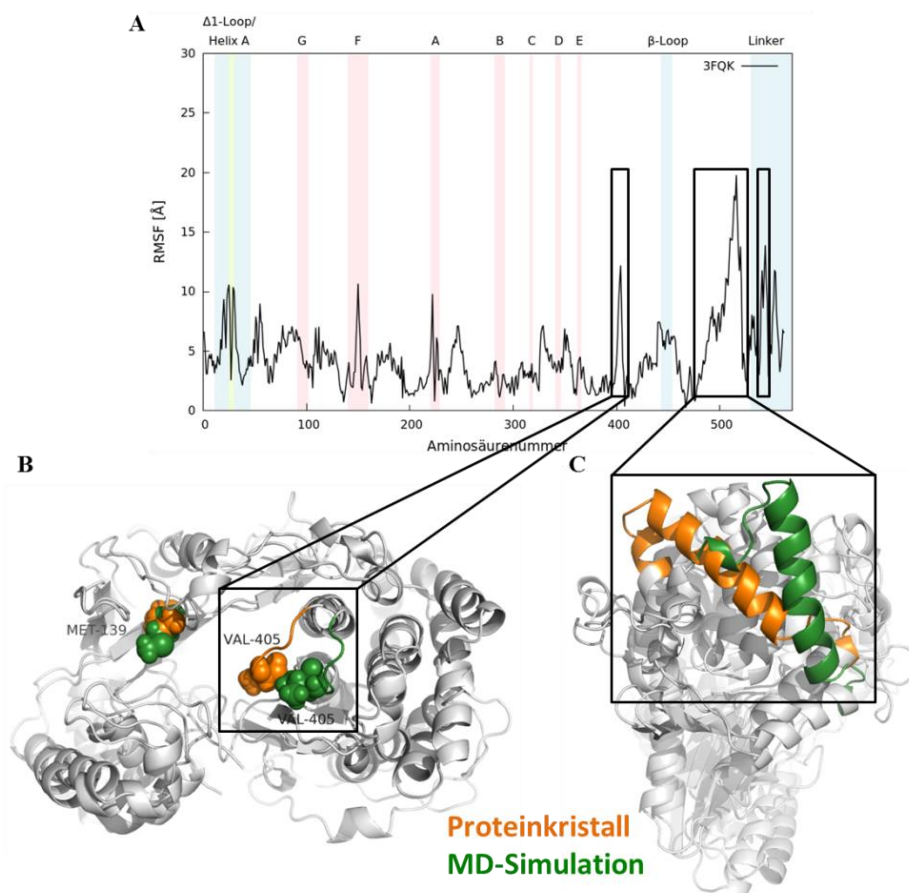 A
Δ1-Loop/
Helix A G F A B C D E β-Loop Linker
30
3FQK
25
20
15
10
5
0
RMSF [Å]
0 100 200 300 400 500
Aminosäurenummer
B
C
MET-139
VAL-405
VAL-405
Proteinkristall
MD-Simulation